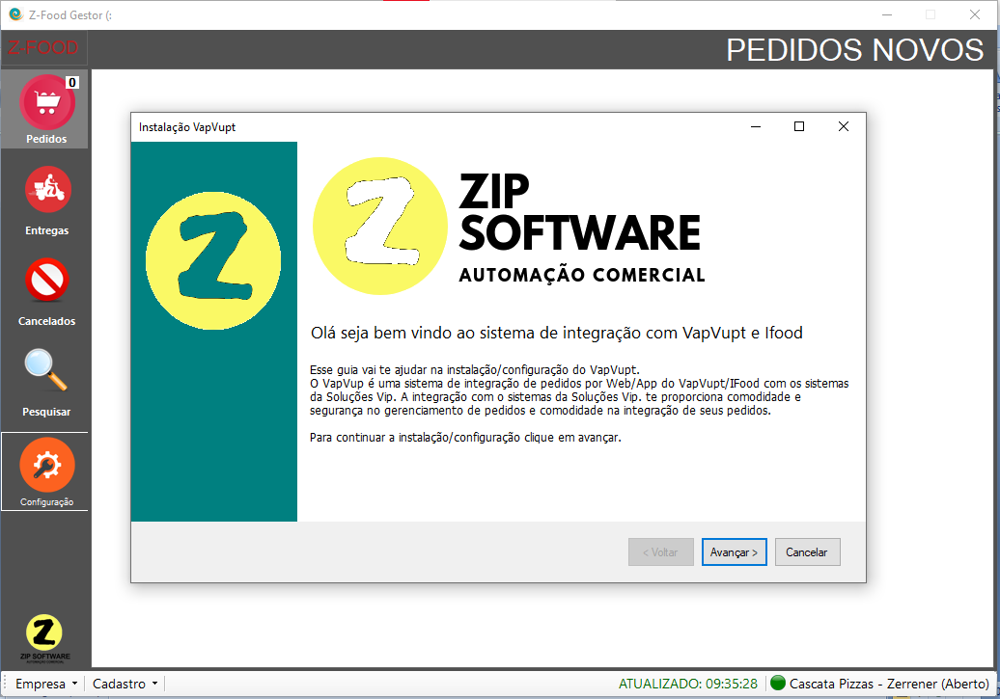 Z-Food Gestor (:
Z-FOOD
PEDIDOS NOVOS
0
Pedidos
Entregas
Cancelados
Pesquisar
Configuração
Z
ZIP SOFTWARE
AUTOMAÇÃO COMERCIAL
Instalação VapVupt
Z
Z
ZIP
SOFTWARE
AUTOMAÇÃO COMERCIAL
Olá seja bem vindo ao sistema de integração com VapVupt e Ifood
Esse guia vai te ajudar na instalação/configuração do VapVupt.
O VapVup é uma sistema de integração de pedidos por Web/App do VapVupt/IFood com os sistemas
da Soluções Vip. A integração com o sistemas da Soluções Vip. te proporciona comodidade e
segurança no gerenciamento de pedidos e comodidade na integração de seus pedidos.
Para continuar a instalação/configuração clique em avançar.
< Voltar
Avançar >
Cancelar
Empresa
Cadastro
ATUALIZADO: 09:35:28
Cascata Pizzas - Zerrener (Aberto)